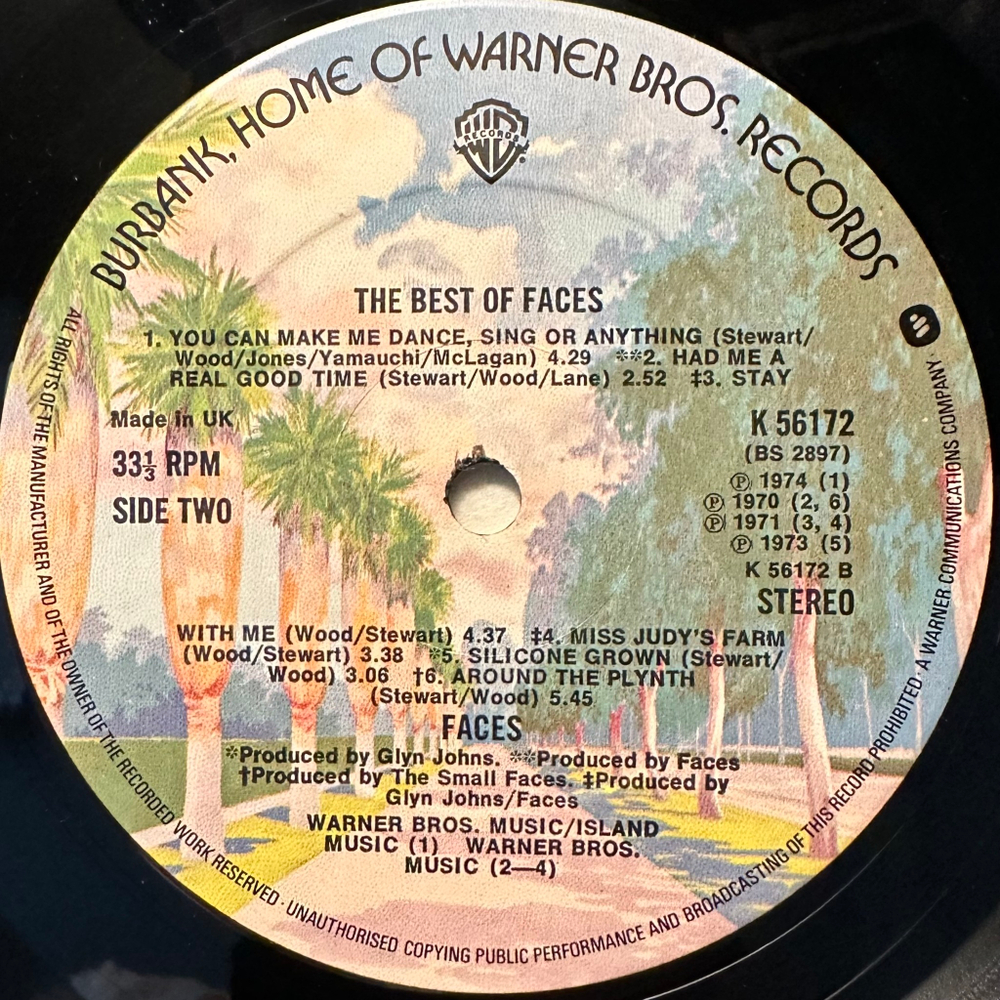 BURBANK, HOME OF WARNER BROS. RECORDS
RECORDS
THE BEST OF FACES
1. YOU CAN MAKE ME DANCE, SING OR ANYTHING (Stewart/
Wood/Jones/Yamauchi/McLagan) 4.29 **2. HAD ME A
REAL GOOD TIME (Stewart/Wood/Lane) 2.52 ‡3. STAY
Made in UK
33⅓ RPM
SIDE TWO
K 56172
(BS 2897)
℗ 1974 (1)
℗ 1970 (2, 6)
℗ 1971 (3, 4)
℗ 1973 (5)
K 56172 B
STEREO
WITH ME (Wood/Stewart) 4.37 ‡4. MISS JUDY'S FARM
(Wood/Stewart) 3.38 *5. SILICONE GROWN (Stewart/
Wood) 3.06 †6. AROUND THE PLYNTH
(Stewart/Wood) 5.45
FACES
*Produced by Glyn Johns. **Produced by Faces
†Produced by The Small Faces. ‡Produced by
Glyn Johns/Faces
WARNER BROS. MUSIC/ISLAND
MUSIC (1) WARNER BROS.
MUSIC (2—4)
ALL RIGHTS OF THE MANUFACTURER AND OF THE OWNER OF THE RECORDED WORK RESERVED · UNAUTHORISED COPYING PUBLIC PERFORMANCE AND BROADCASTING OF THIS RECORD PROHIBITED · A WARNER COMMUNICATIONS COMPANY